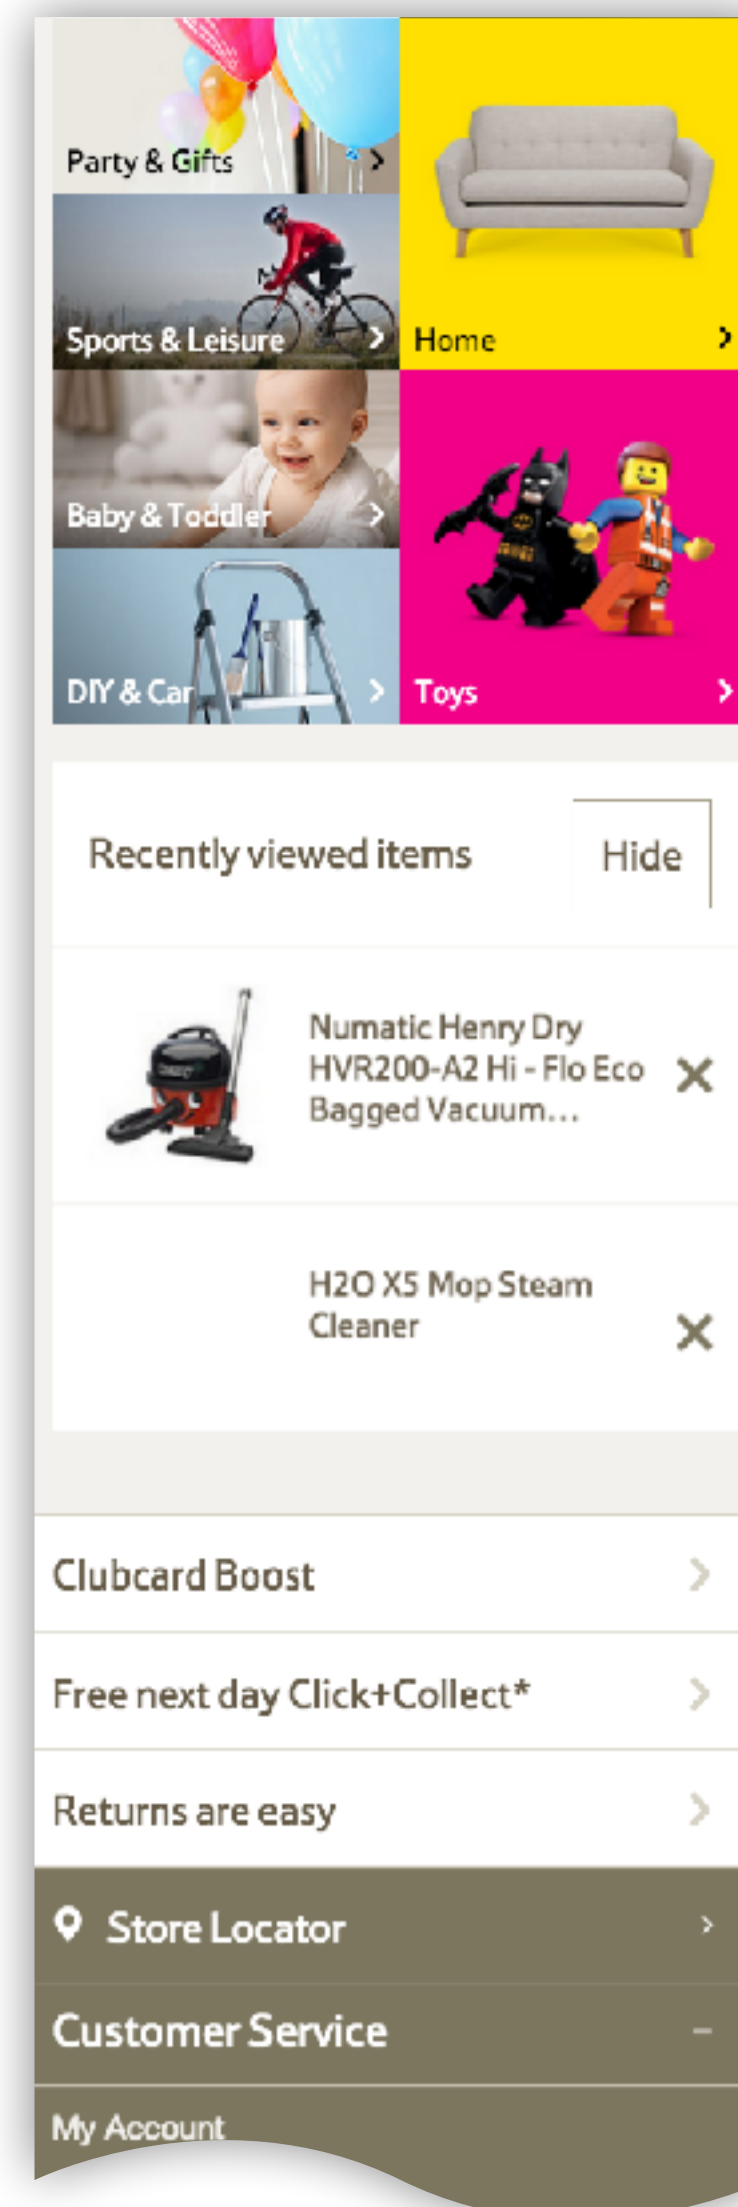 Party & Gifts
Sports & Leisure
Home
Baby & Toddler
DIY & Car
Toys
Recently viewed items
Hide
Numatic Henry Dry
HVR200-A2 Hi - Flo Eco
Bagged Vacuum...
H2O X5 Mop Steam
Cleaner
Clubcard Boost
Free next day Click+Collect*
Returns are easy
Store Locator
Customer Service
My Account